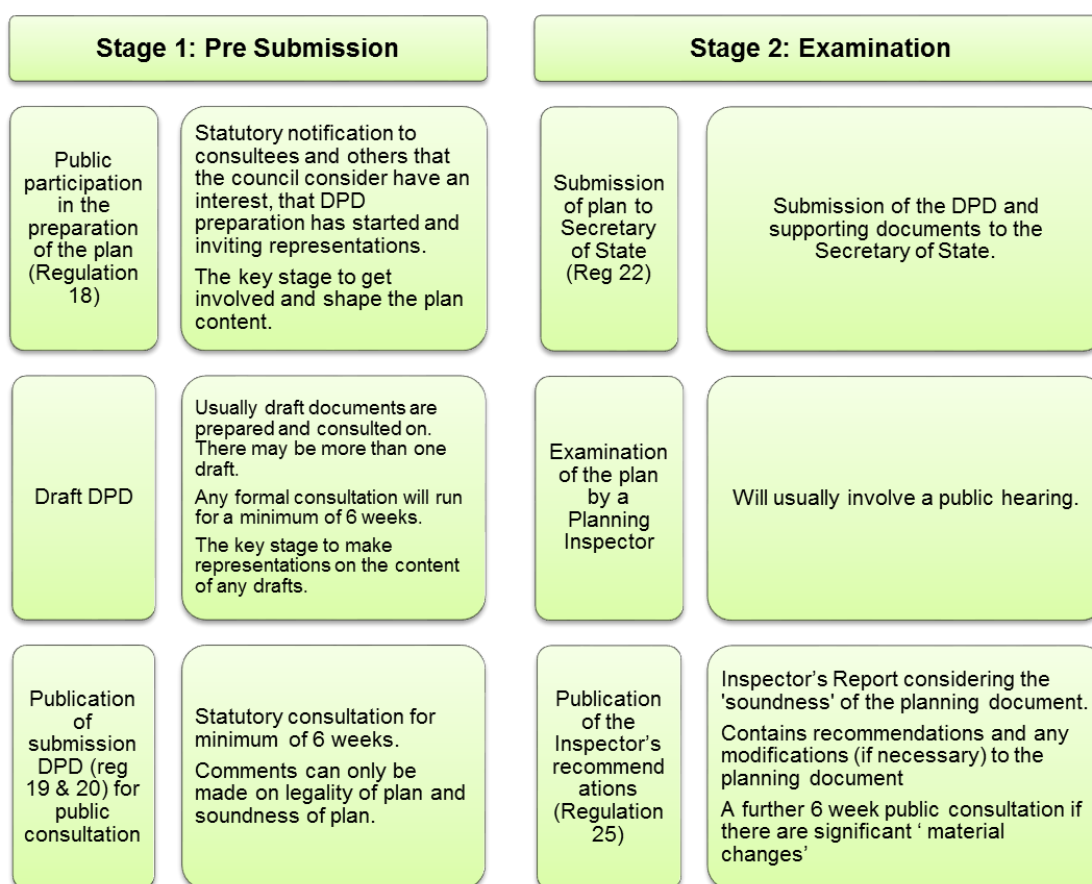 Stage 1: Pre Submission
Public
participation
in the
preparation
of the plan
(Regulation
18)
Statutory notification to
consultees and others that
the council consider have an
interest, that DPD
preparation has started and
inviting representations.
The key stage to get
involved and shape the plan
content.
Draft DPD
Usually draft documents are
prepared and consulted on.
There may be more than one
draft.
Any formal consultation will run
for a minimum of 6 weeks.
The key stage to make
representations on the content
of any drafts.
Publication
of
submission
DPD (reg
19 & 20) for
public
consultation
Statutory consultation for
minimum of 6 weeks.
Comments can only be
made on legality of plan and
soundness of plan.
Stage 2: Examination
Submission
of plan to
Secretary
of State
(Reg 22)
Submission of the DPD and
supporting documents to the
Secretary of State.
Examination
of the plan
by a
Planning
Inspector
Will usually involve a public hearing.
Publication
of the
Inspector's
recommend
ations
(Regulation
25)
Inspector's Report considering the
'soundness' of the planning document.
Contains recommendations and any
modifications (if necessary) to the
planning document
A further 6 week public consultation if
there are significant ‘ material
changes’